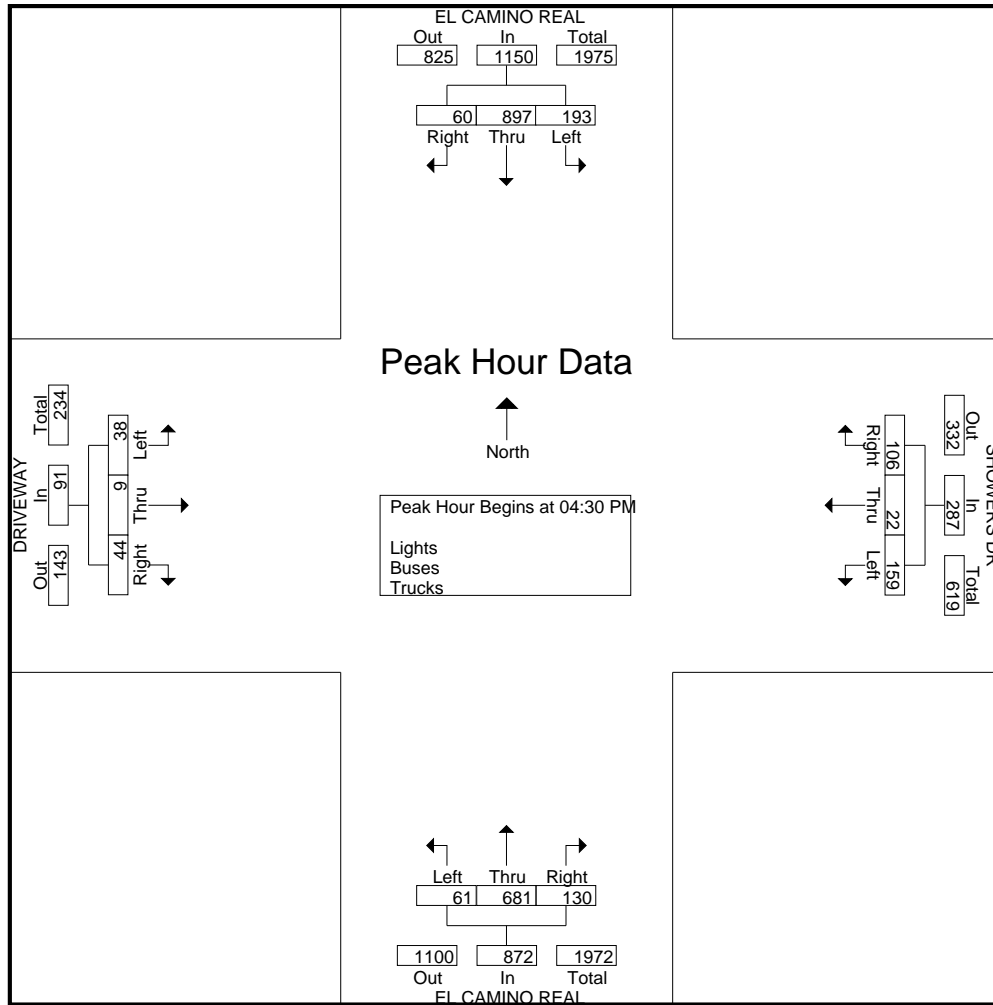 EL CAMINO REAL
Out In Total
825 1150 1975
60 897 193
Right Thru Left
Peak Hour Data
North
Peak Hour Begins at 04:30 PM
Lights
Buses
Trucks
DRIVEWAY
Total In Out
234 91 143
38 9 44
Left Thru Right
SHOWERS DR
Out In Total
332 287 619
106 22 159
Right Thru Left
Left Thru Right
61 681 130
1100 872 1972
Out In Total
EL CAMINO REAL